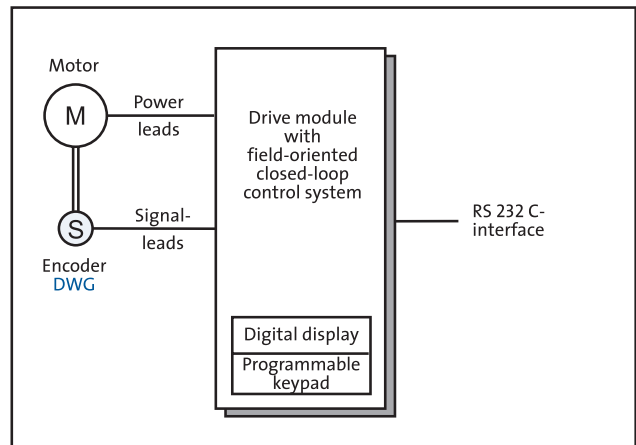 Motor
M
Power
leads
Signal-
leads
S
Encoder
DWG
Drive module
with
field-oriented
closed-loop
control system
Digital display
Programmable
keypad
RS 232 C-
interface